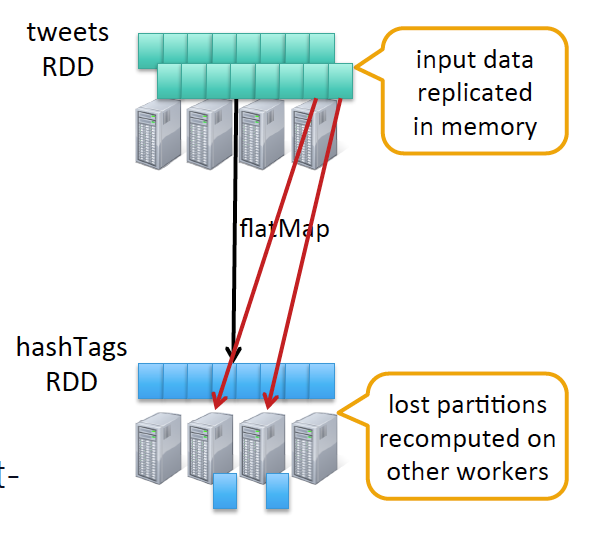 tweets
RDD
input data
replicated
in memory
flatMap
hashTags
RDD
lost partitions
recomputed on
other workers
t-